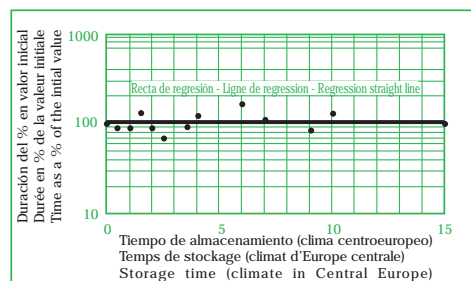 1000
Recta de regresión - Ligne de regression - Regression straight line
100
10
Duración del % en valor inicial
Durée en % de la valeur initiale
Time as a % of the intial value
0
5
10
15
Tiempo de almacenamiento (clima centroeuropeo)
Temps de stockage (climat d'Europe centrale)
Storage time (climate in Central Europe)